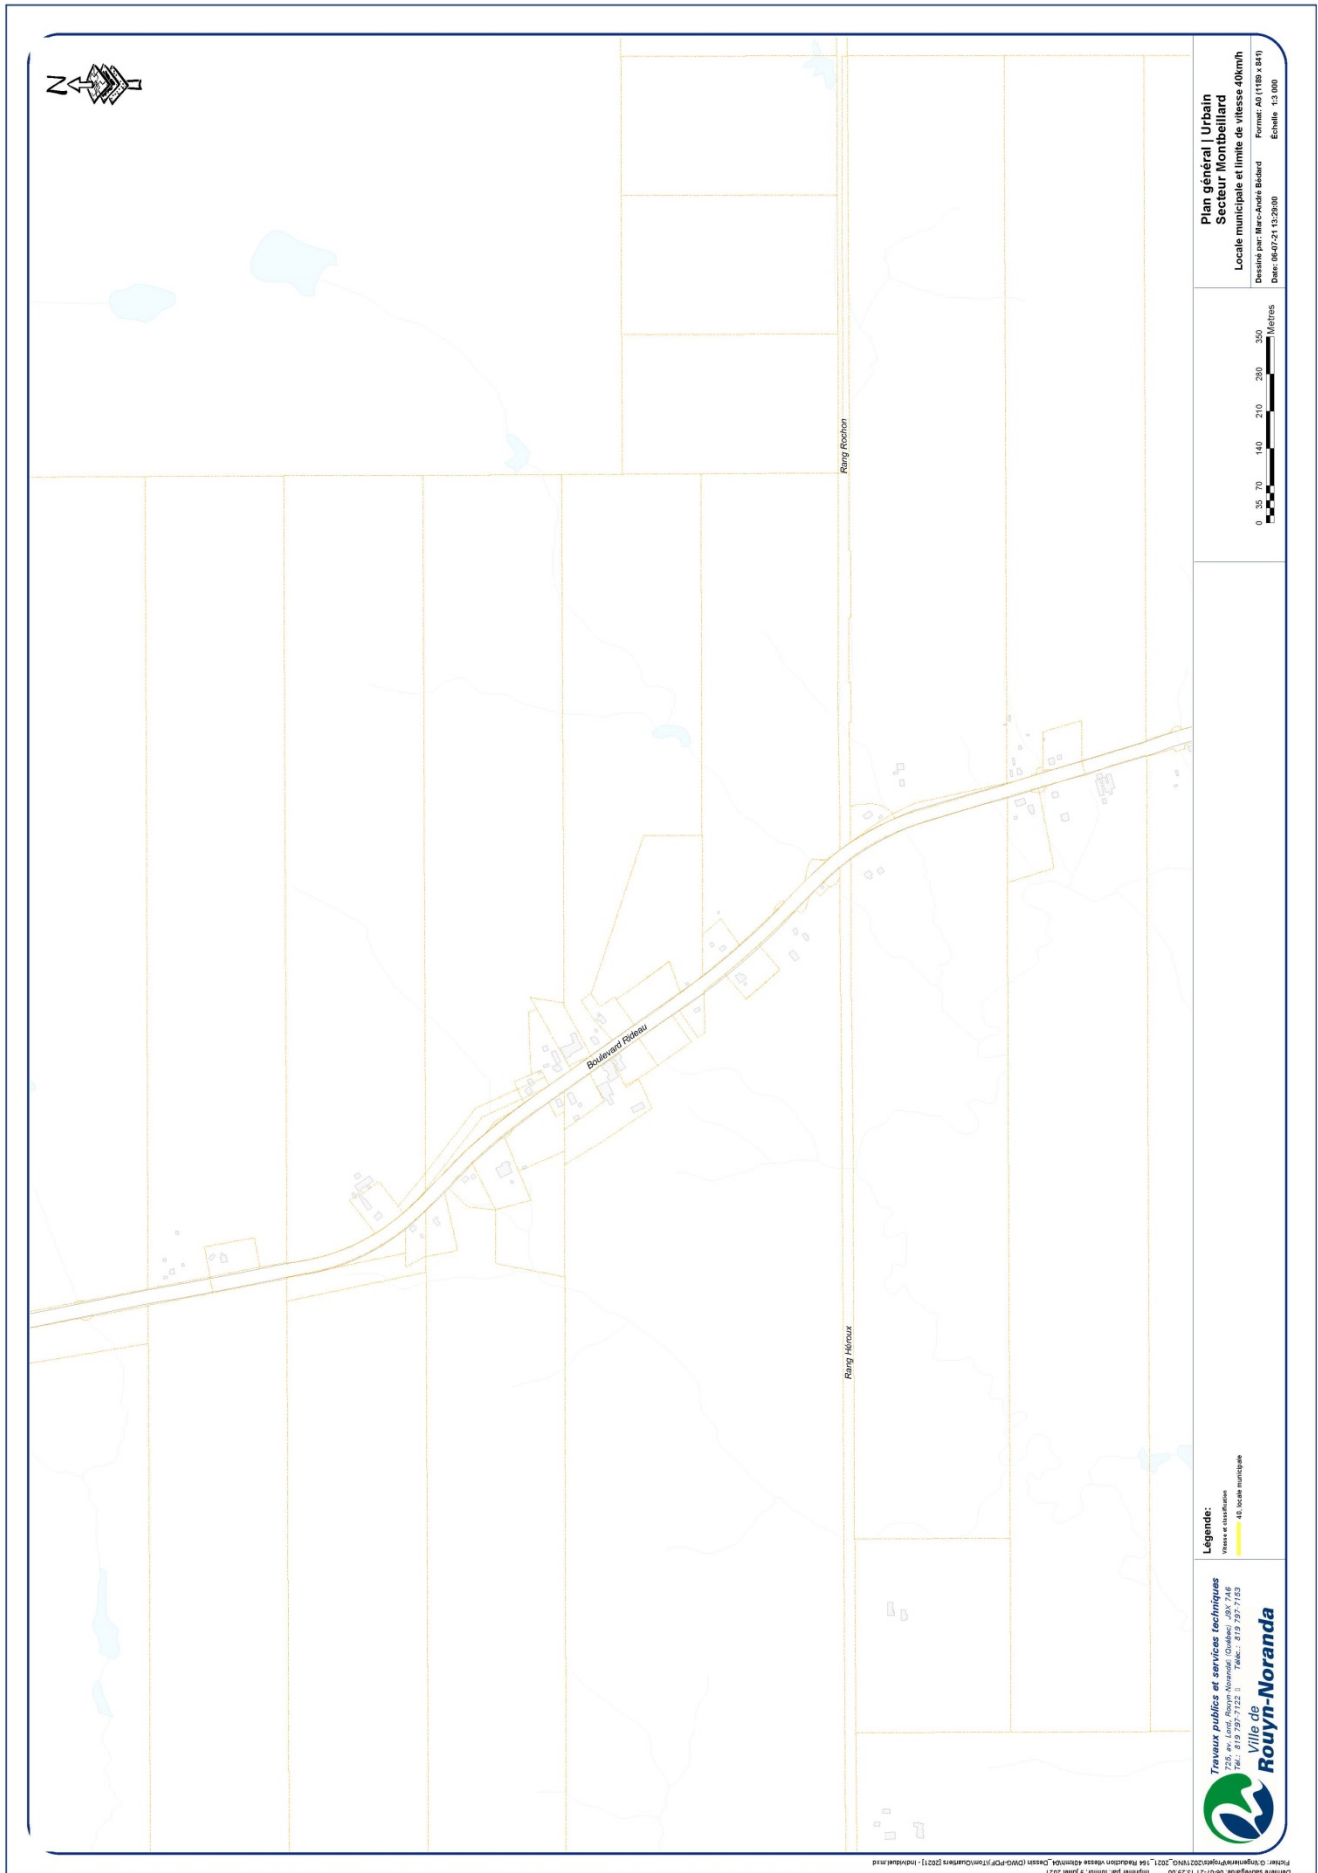 N
Rang Rochon
Boulevard Rideau
Rang Héroux
Travaux publics et services techniques
725, av. Lord, Rouyn-Noranda (Québec) J9X 7A6
Tél.: 819 797-7122 Téléc.: 819 797-7153
Ville de
Rouyn-Noranda
Légende:
Vitesse et classification
40, locale municipale
0 35 70 140 210 280 350
Mètres
Plan général | Urbain
Secteur Montbeillard
Locale municipale et limite de vitesse 40km/h
Dessiné par: Marc-André Bédard Format: A0 (1189 x 841)
Date: 06-07-21 13:29:00 Échelle 1:3 000